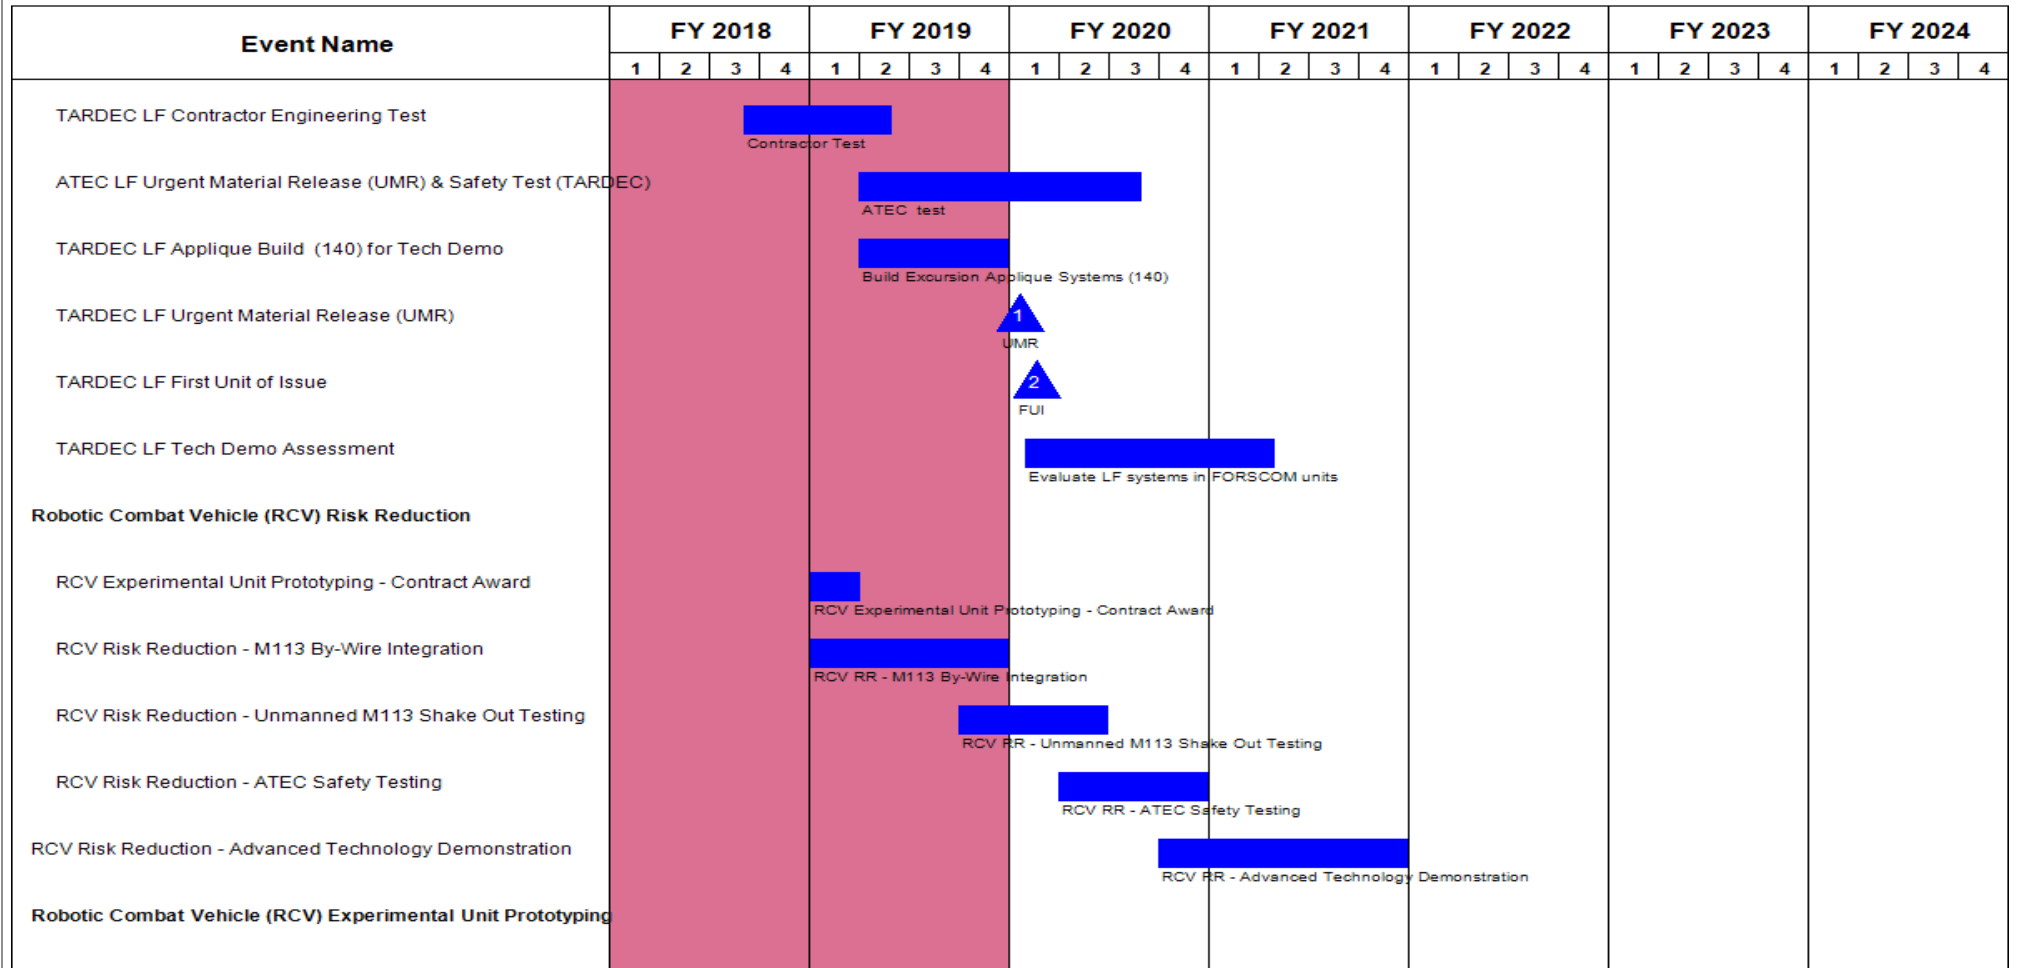 Event Name
FY 2018 FY 2019 FY 2020 FY 2021 FY 2022 FY 2023 FY 2024
1 2 3 4 1 2 3 4 1 2 3 4 1 2 3 4 1 2 3 4 1 2 3 4 1 2 3 4
TARDEC LF Contractor Engineering Test
Contractor Test
ATEC LF Urgent Material Release (UMR) & Safety Test (TARDEC)
ATEC test
TARDEC LF Applique Build (140) for Tech Demo
Build Excursion Applique Systems (140)
TARDEC LF Urgent Material Release (UMR)
1
UMR
TARDEC LF First Unit of Issue
2
FUI
TARDEC LF Tech Demo Assessment
Evaluate LF systems in FORSCOM units
Robotic Combat Vehicle (RCV) Risk Reduction
RCV Experimental Unit Prototyping - Contract Award
RCV Experimental Unit Prototyping - Contract Award
RCV Risk Reduction - M113 By-Wire Integration
RCV RR - M113 By-Wire Integration
RCV Risk Reduction - Unmanned M113 Shake Out Testing
RCV RR - Unmanned M113 Shake Out Testing
RCV Risk Reduction - ATEC Safety Testing
RCV RR - ATEC Safety Testing
RCV Risk Reduction - Advanced Technology Demonstration
RCV RR - Advanced Technology Demonstration
Robotic Combat Vehicle (RCV) Experimental Unit Prototyping